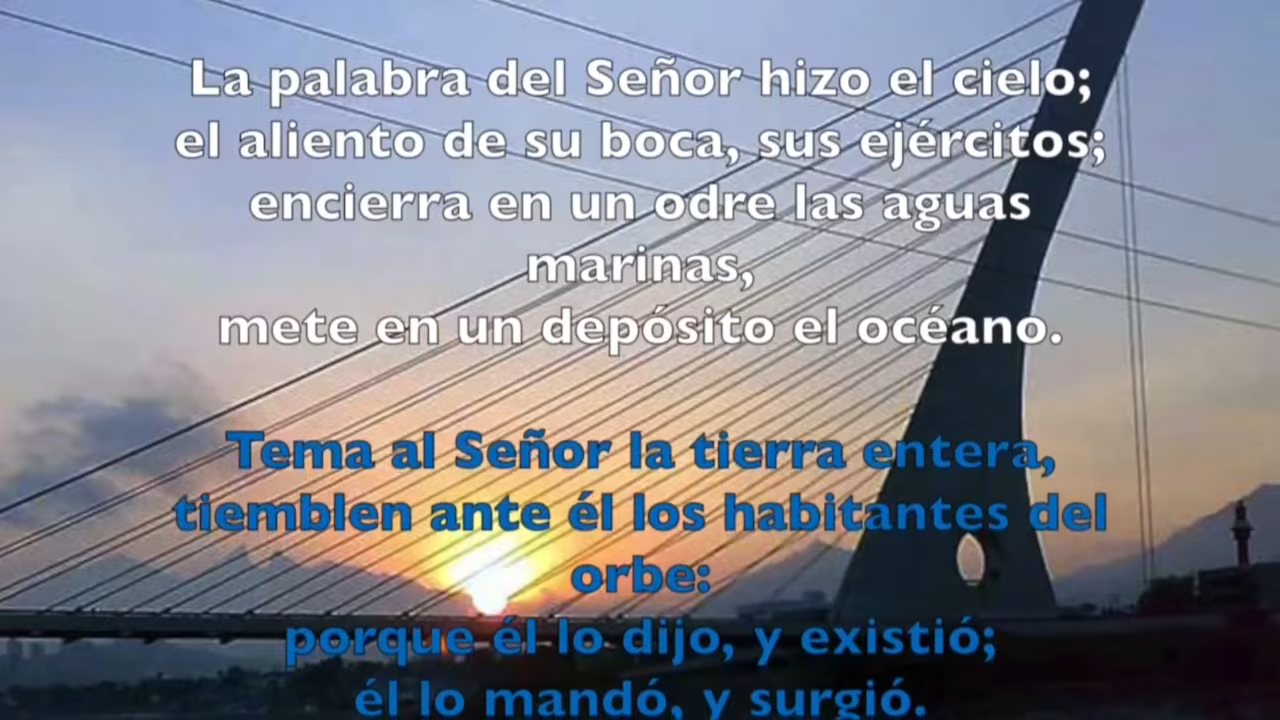 La palabra del Señor hizo el cielo;
el aliento de su boca, sus ejércitos;
encierra en un odre las aguas
marinas,
mete en un depósito el océano.
Tema al Señor la tierra entera,
tiemblen ante él los habitantes del
orbe:
porque él lo dijo, y existió;
él lo mandó, y surgió.